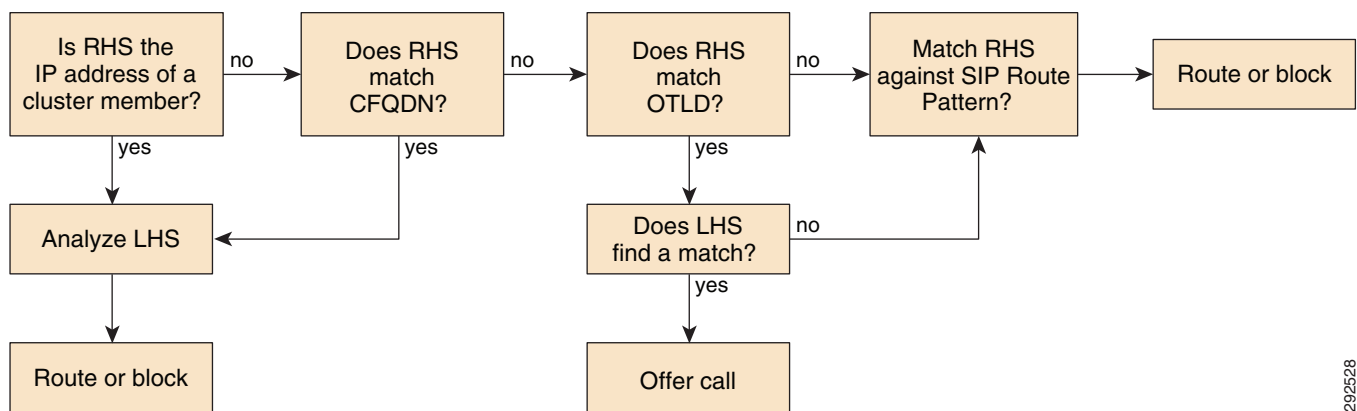 Is RHS the
IP address of a
cluster member?
no
Does RHS
match
CFQDN?
no
Does RHS
match
OTLD?
no
Match RHS
against SIP Route
Pattern?
Route or block
yes
yes
yes
Analyze LHS
Does LHS
find a match?
no
yes
Route or block
Offer call
292528